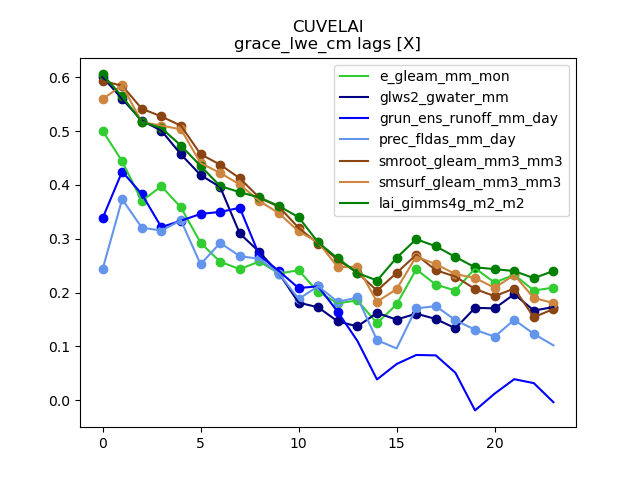 CUVELAI
grace_lwe_cm lags [X]
0.6
0.5
0.4
0.3
0.2
0.1
0.0
0
5
10
15
20
e_gleam_mm_mon
glws2_gwater_mm
grun_ens_runoff_mm_day
prec_fldas_mm_day
smroot_gleam_mm3_mm3
smsurf_gleam_mm3_mm3
lai_gimms4g_m2_m2